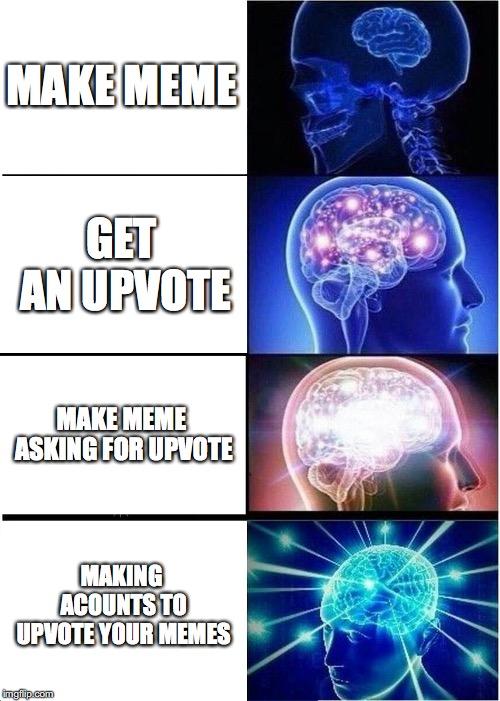 MAKE MEME
GET
AN UPVOTE
MAKE MEME
ASKING FOR UPVOTE
MAKING
ACOUNTS TO
UPVOTE YOUR MEMES
imgflip.com